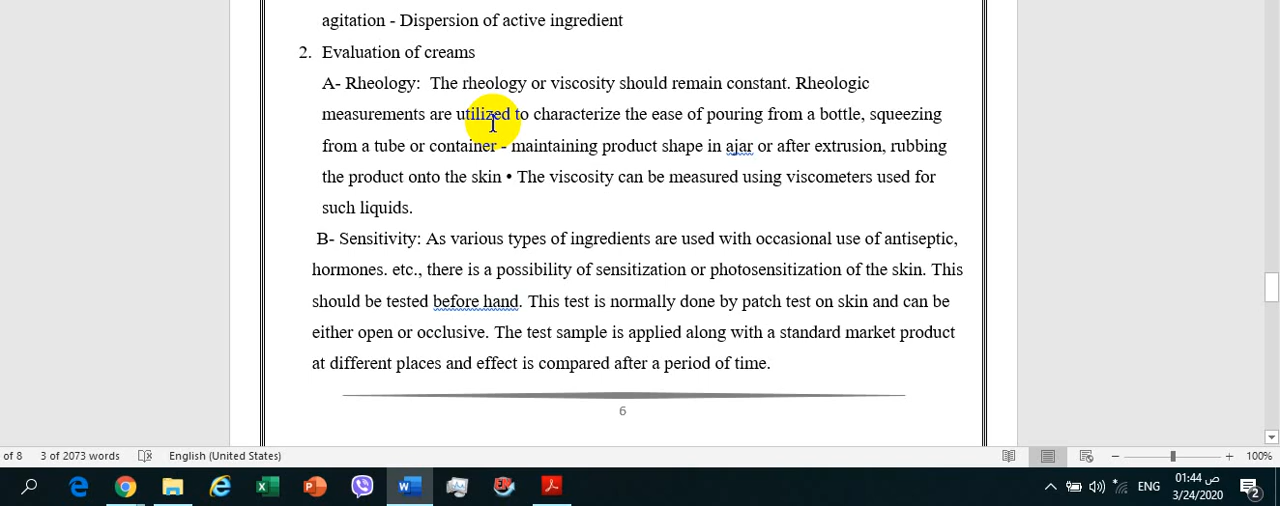 agitation - Dispersion of active ingredient
2. Evaluation of creams
A- Rheology: The rheology or viscosity should remain constant. Rheologic
measurements are utilized to characterize the ease of pouring from a bottle, squeezing
from a tube or container - maintaining product shape in ajar or after extrusion, rubbing
the product onto the skin • The viscosity can be measured using viscometers used for
such liquids.
B- Sensitivity: As various types of ingredients are used with occasional use of antiseptic,
hormones. etc., there is a possibility of sensitization or photosensitization of the skin. This
should be tested before hand. This test is normally done by patch test on skin and can be
either open or occlusive. The test sample is applied along with a standard market product
at different places and effect is compared after a period of time.
6
of 8 3 of 2073 words English (United States) 100%
ENG ص 01:44
3/24/2020 2